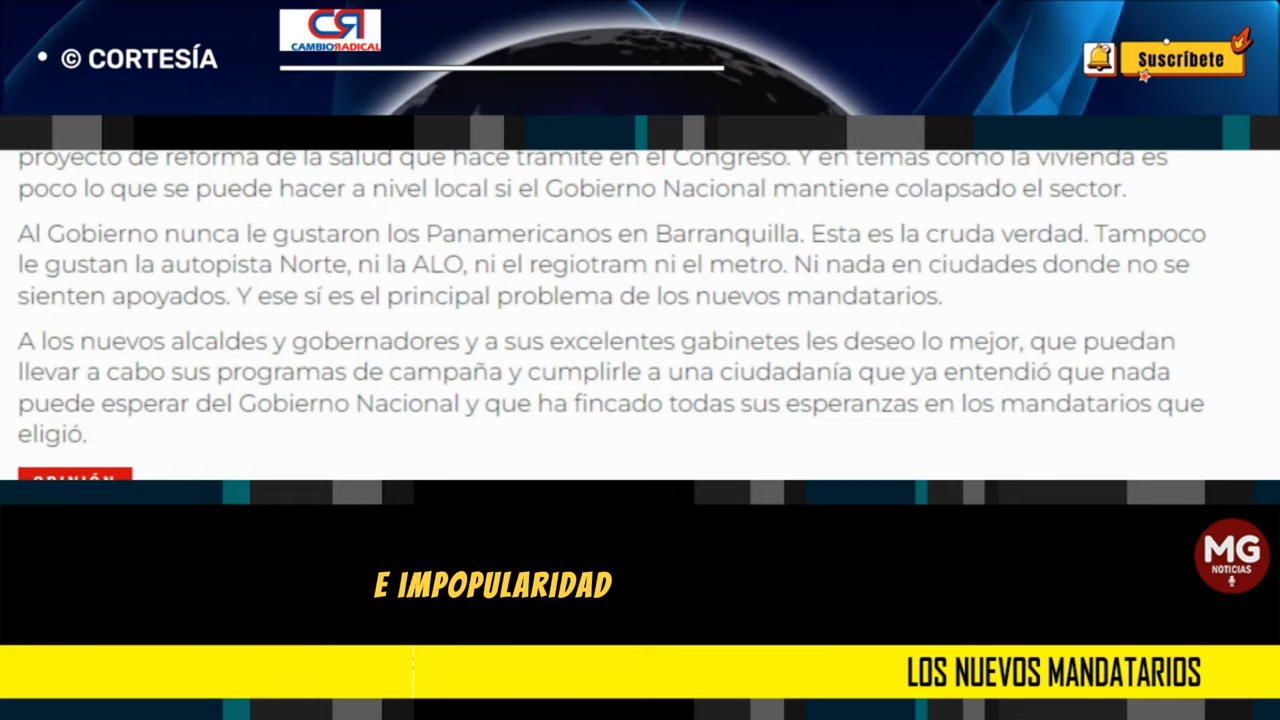 • © CORTESÍA
CR
CAMBIO RADICAL
Suscríbete
proyecto de reforma de la salud que hace trámite en el Congreso. Y en temas como la vivienda es
poco lo que se puede hacer a nivel local si el Gobierno Nacional mantiene colapsado el sector.
Al Gobierno nunca le gustaron los Panamericanos en Barranquilla. Esta es la cruda verdad. Tampoco
le gustan la autopista Norte, ni la ALO, ni el regiotram ni el metro. Ni nada en ciudades donde no se
sienten apoyados. Y ese sí es el principal problema de los nuevos mandatarios.
A los nuevos alcaldes y gobernadores y a sus excelentes gabinetes les deseo lo mejor, que puedan
llevar a cabo sus programas de campaña y cumplirle a una ciudadanía que ya entendió que nada
puede esperar del Gobierno Nacional y que ha fincado todas sus esperanzas en los mandatarios que
eligió.
OPINIÓN
E IMPOPULARIDAD
MG
NOTICIAS
LOS NUEVOS MANDATARIOS